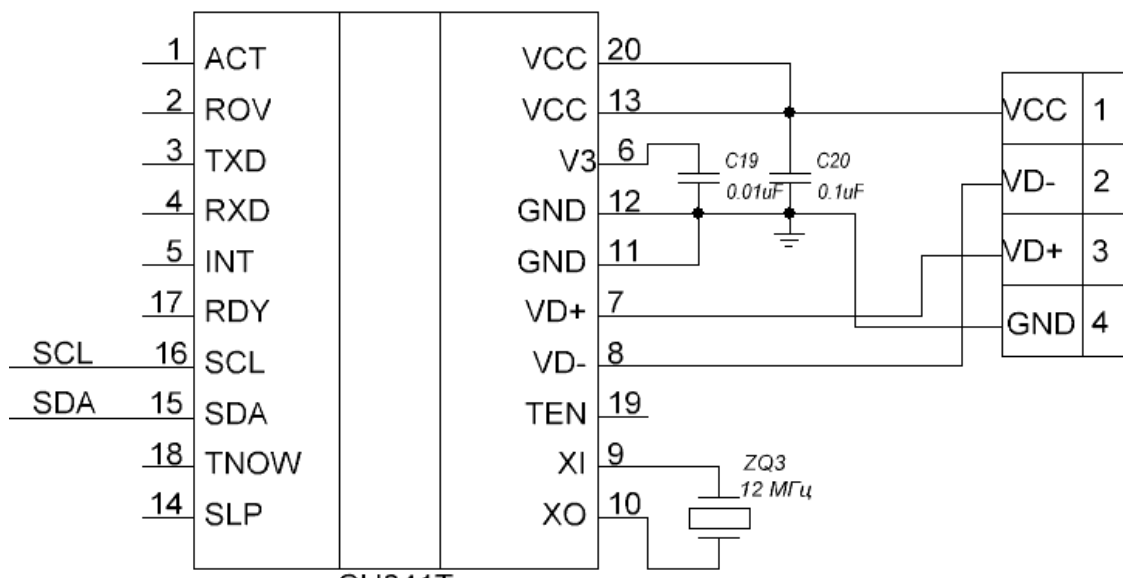 1 ACT VCC 20
2 ROV VCC 13 VCC 1
3 TXD V3 6 C19 C20
0.01uF 0.1uF VD- 2
4 RXD GND 12
5 INT GND 11 VD+ 3
17 RDY VD+ 7 GND 4
SCL 16 SCL VD- 8
SDA 15 SDA TEN 19
18 TNOW XI 9 ZQ3
12 МГц
14 SLP XO 10